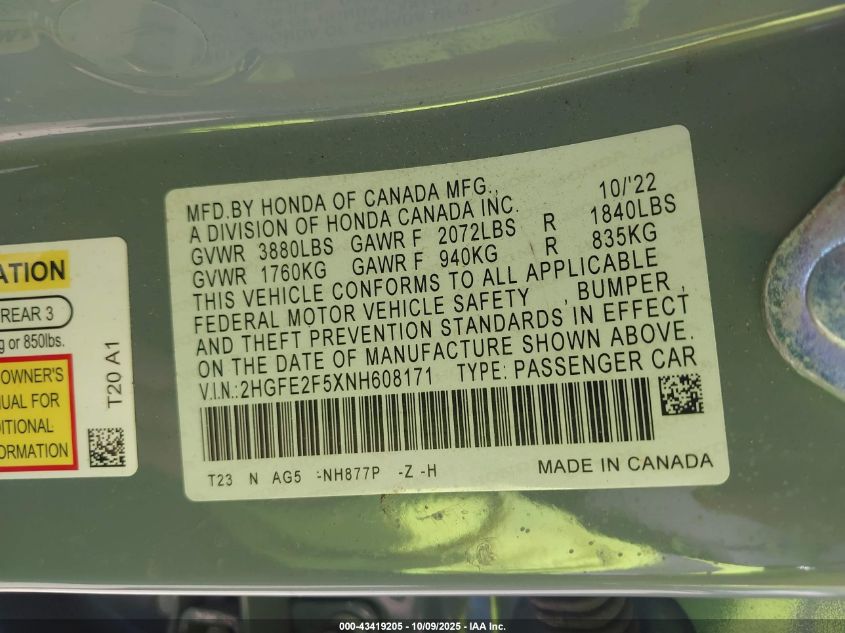 MFD.BY HONDA OF CANADA MFG., 10/'22
A DIVISION OF HONDA CANADA INC.
GVWR 3880LBS GAWR F 2072LBS R 1840LBS
GVWR 1760KG GAWR F 940KG R 835KG
THIS VEHICLE CONFORMS TO ALL APPLICABLE
FEDERAL MOTOR VEHICLE SAFETY , BUMPER ,
AND THEFT PREVENTION STANDARDS IN EFFECT
ON THE DATE OF MANUFACTURE SHOWN ABOVE.
V.I.N.:2HGFE2F5XNH608171 TYPE: PASSENGER CAR
T23 N AG5 -NH877P -Z -H MADE IN CANADA
ATION
REAR 3
g or 850lbs.
OWNER'S
UAL FOR
DITIONAL
ORMATION
T20 A1
000-43419205 - 10/09/2025 - IAA Inc.